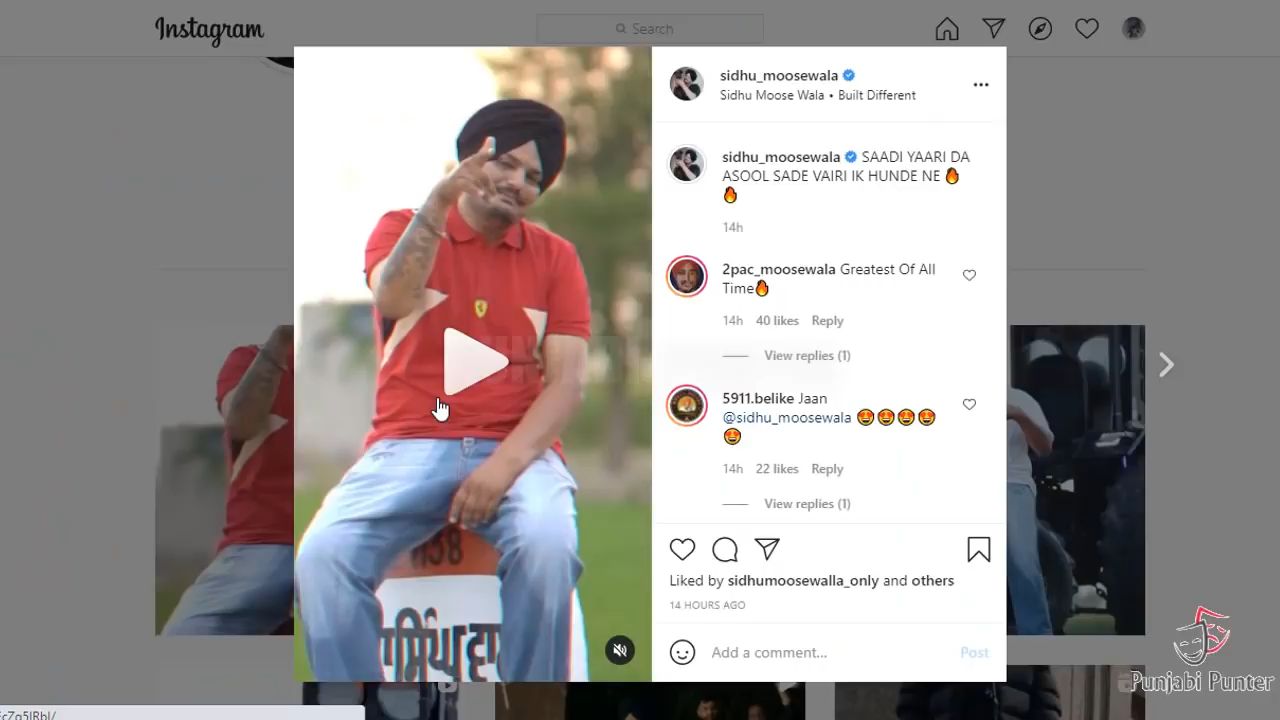 Instagram
Search
sidhu_moosewala
Sidhu Moose Wala • Built Different
sidhu_moosewala SAADI YAARI DA
ASOOL SADE VAIRI IK HUNDE NE 🔥
🔥
14h
2pac_moosewala Greatest Of All
Time🔥
14h 40 likes Reply
View replies (1)
5911.belike Jaan
@sidhu_moosewala 🤩🤩🤩🤩
🤩
14h 22 likes Reply
View replies (1)
Liked by sidhumoosewalla_only and others
14 HOURS AGO
Add a comment... Post
Punjabi Punter